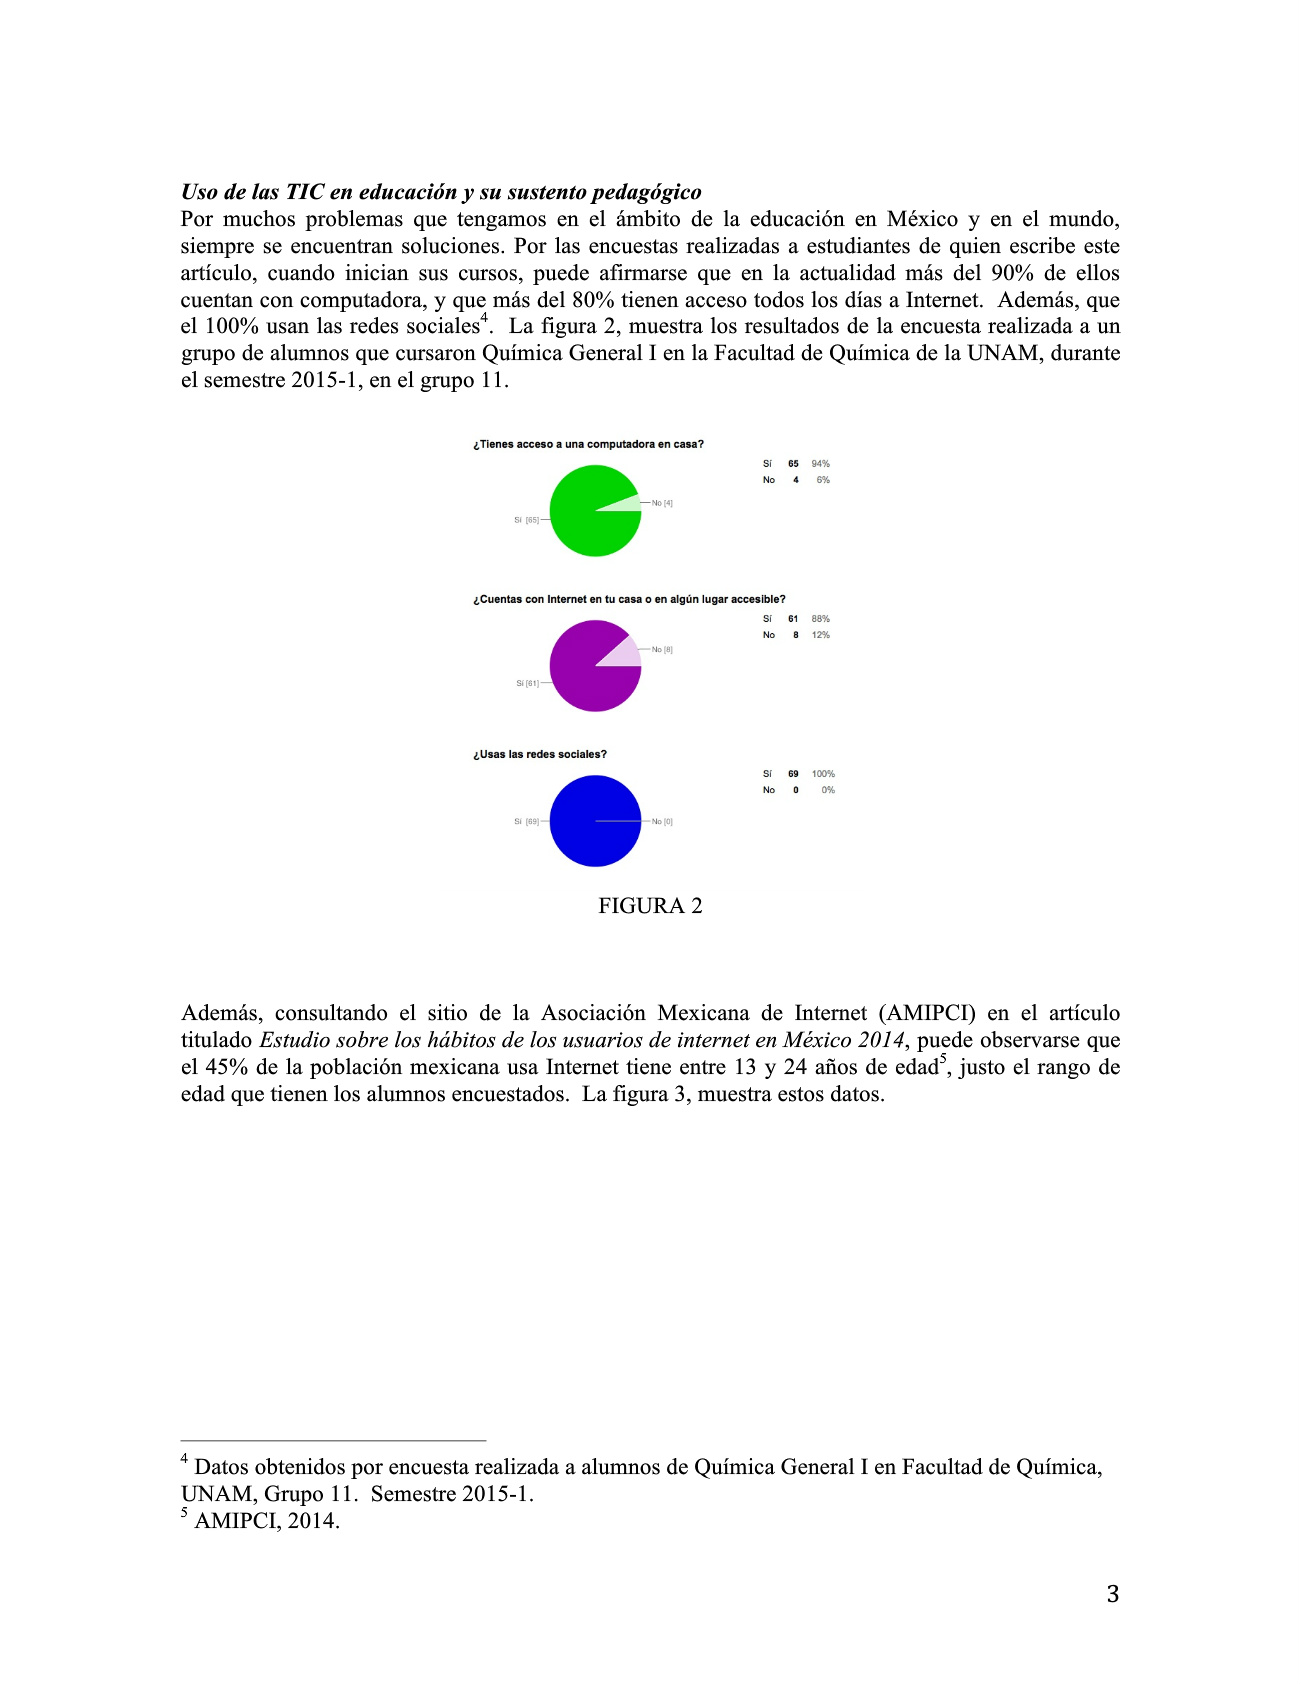 Uso de las TIC en educación y su sustento pedagógico
Por muchos problemas que tengamos en el ámbito de la educación en México y en el mundo,
siempre se encuentran soluciones. Por las encuestas realizadas a estudiantes de quien escribe este
artículo, cuando inician sus cursos, puede afirmarse que en la actualidad más del 90% de ellos
cuentan con computadora, y que más del 80% tienen acceso todos los días a Internet.  Además, que
el 100% usan las redes sociales4.  La figura 2, muestra los resultados de la encuesta realizada a un
grupo de alumnos que cursaron Química General I en la Facultad de Química de la UNAM, durante
el semestre 2015-1, en el grupo 11.
¿Tienes acceso a una computadora en casa?
Sí 65 94%
No 4 6%
No [4]
Sí [65]
¿Cuentas con Internet en tu casa o en algún lugar accesible?
Sí 61 88%
No 8 12%
No [8]
Sí [61]
¿Usas las redes sociales?
Sí 69 100%
No 0 0%
Sí [69] No [0]
FIGURA 2
Además, consultando el sitio de la Asociación Mexicana de Internet (AMIPCI) en el artículo
titulado Estudio sobre los hábitos de los usuarios de internet en México 2014, puede observarse que
el 45% de la población mexicana usa Internet tiene entre 13 y 24 años de edad5, justo el rango de
edad que tienen los alumnos encuestados.  La figura 3, muestra estos datos.
4 Datos obtenidos por encuesta realizada a alumnos de Química General I en Facultad de Química,
UNAM, Grupo 11.  Semestre 2015-1.
5 AMIPCI, 2014.
3